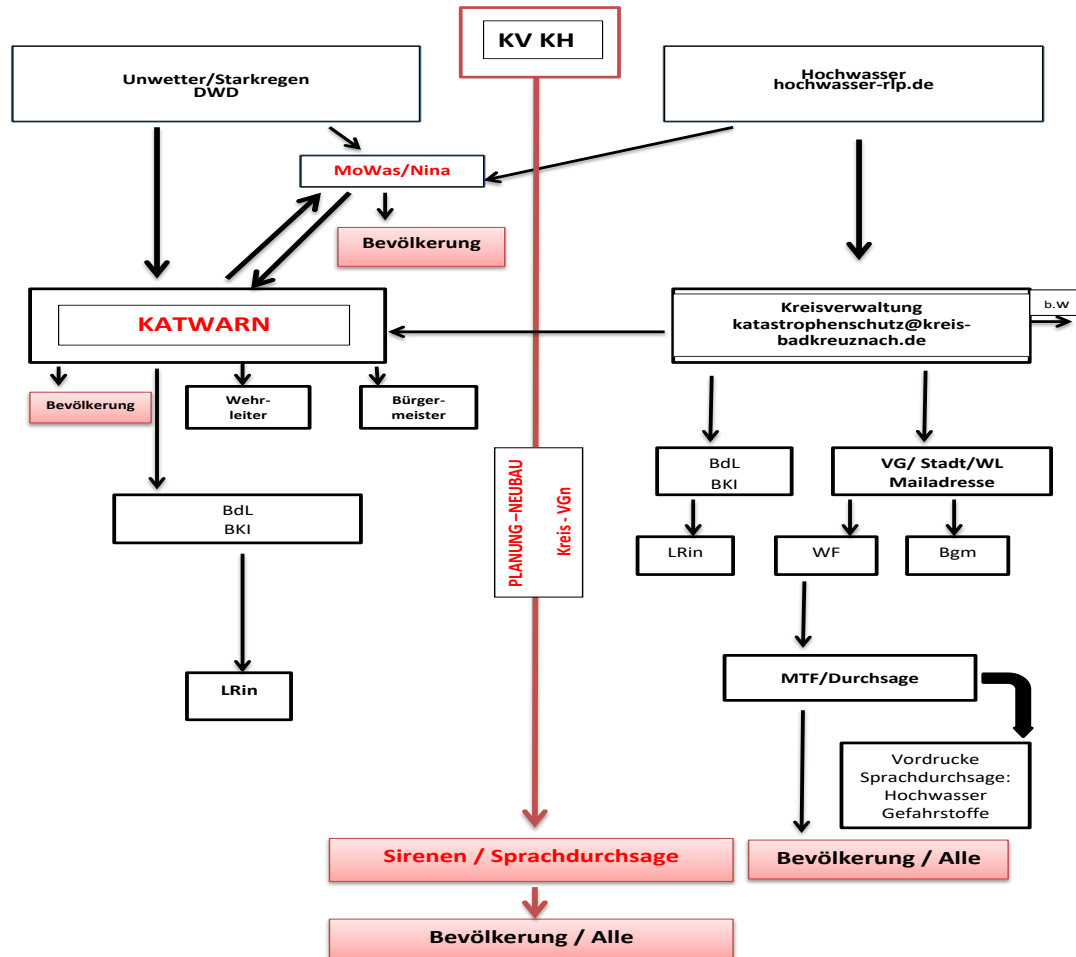 KV KH
Unwetter/Starkregen
DWD
Hochwasser
hochwasser-rlp.de
MoWas/Nina
Bevölkerung
KATWARN
Kreisverwaltung
katastrophenschutz@kreis-
badkreuznach.de
b.w
Bevölkerung
Wehr-
leiter
Bürger-
meister
BdL
BKI
LRin
PLANUNG –NEUBAU
Kreis - VGn
BdL
BKI
VG/ Stadt/WL
Mailadresse
LRin
WF
Bgm
MTF/Durchsage
Vordrucke
Sprachdurchsage:
Hochwasser
Gefahrstoffe
Sirenen / Sprachdurchsage
Bevölkerung / Alle
Bevölkerung / Alle